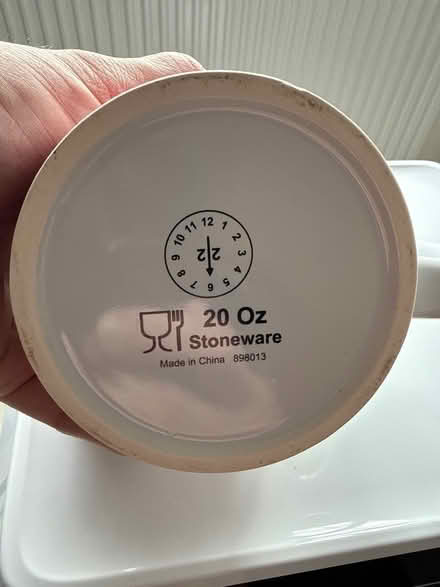 12 1 2 3 4 5 6 7 8 9 10 11
22
20 Oz
Stoneware
Made in China 898013